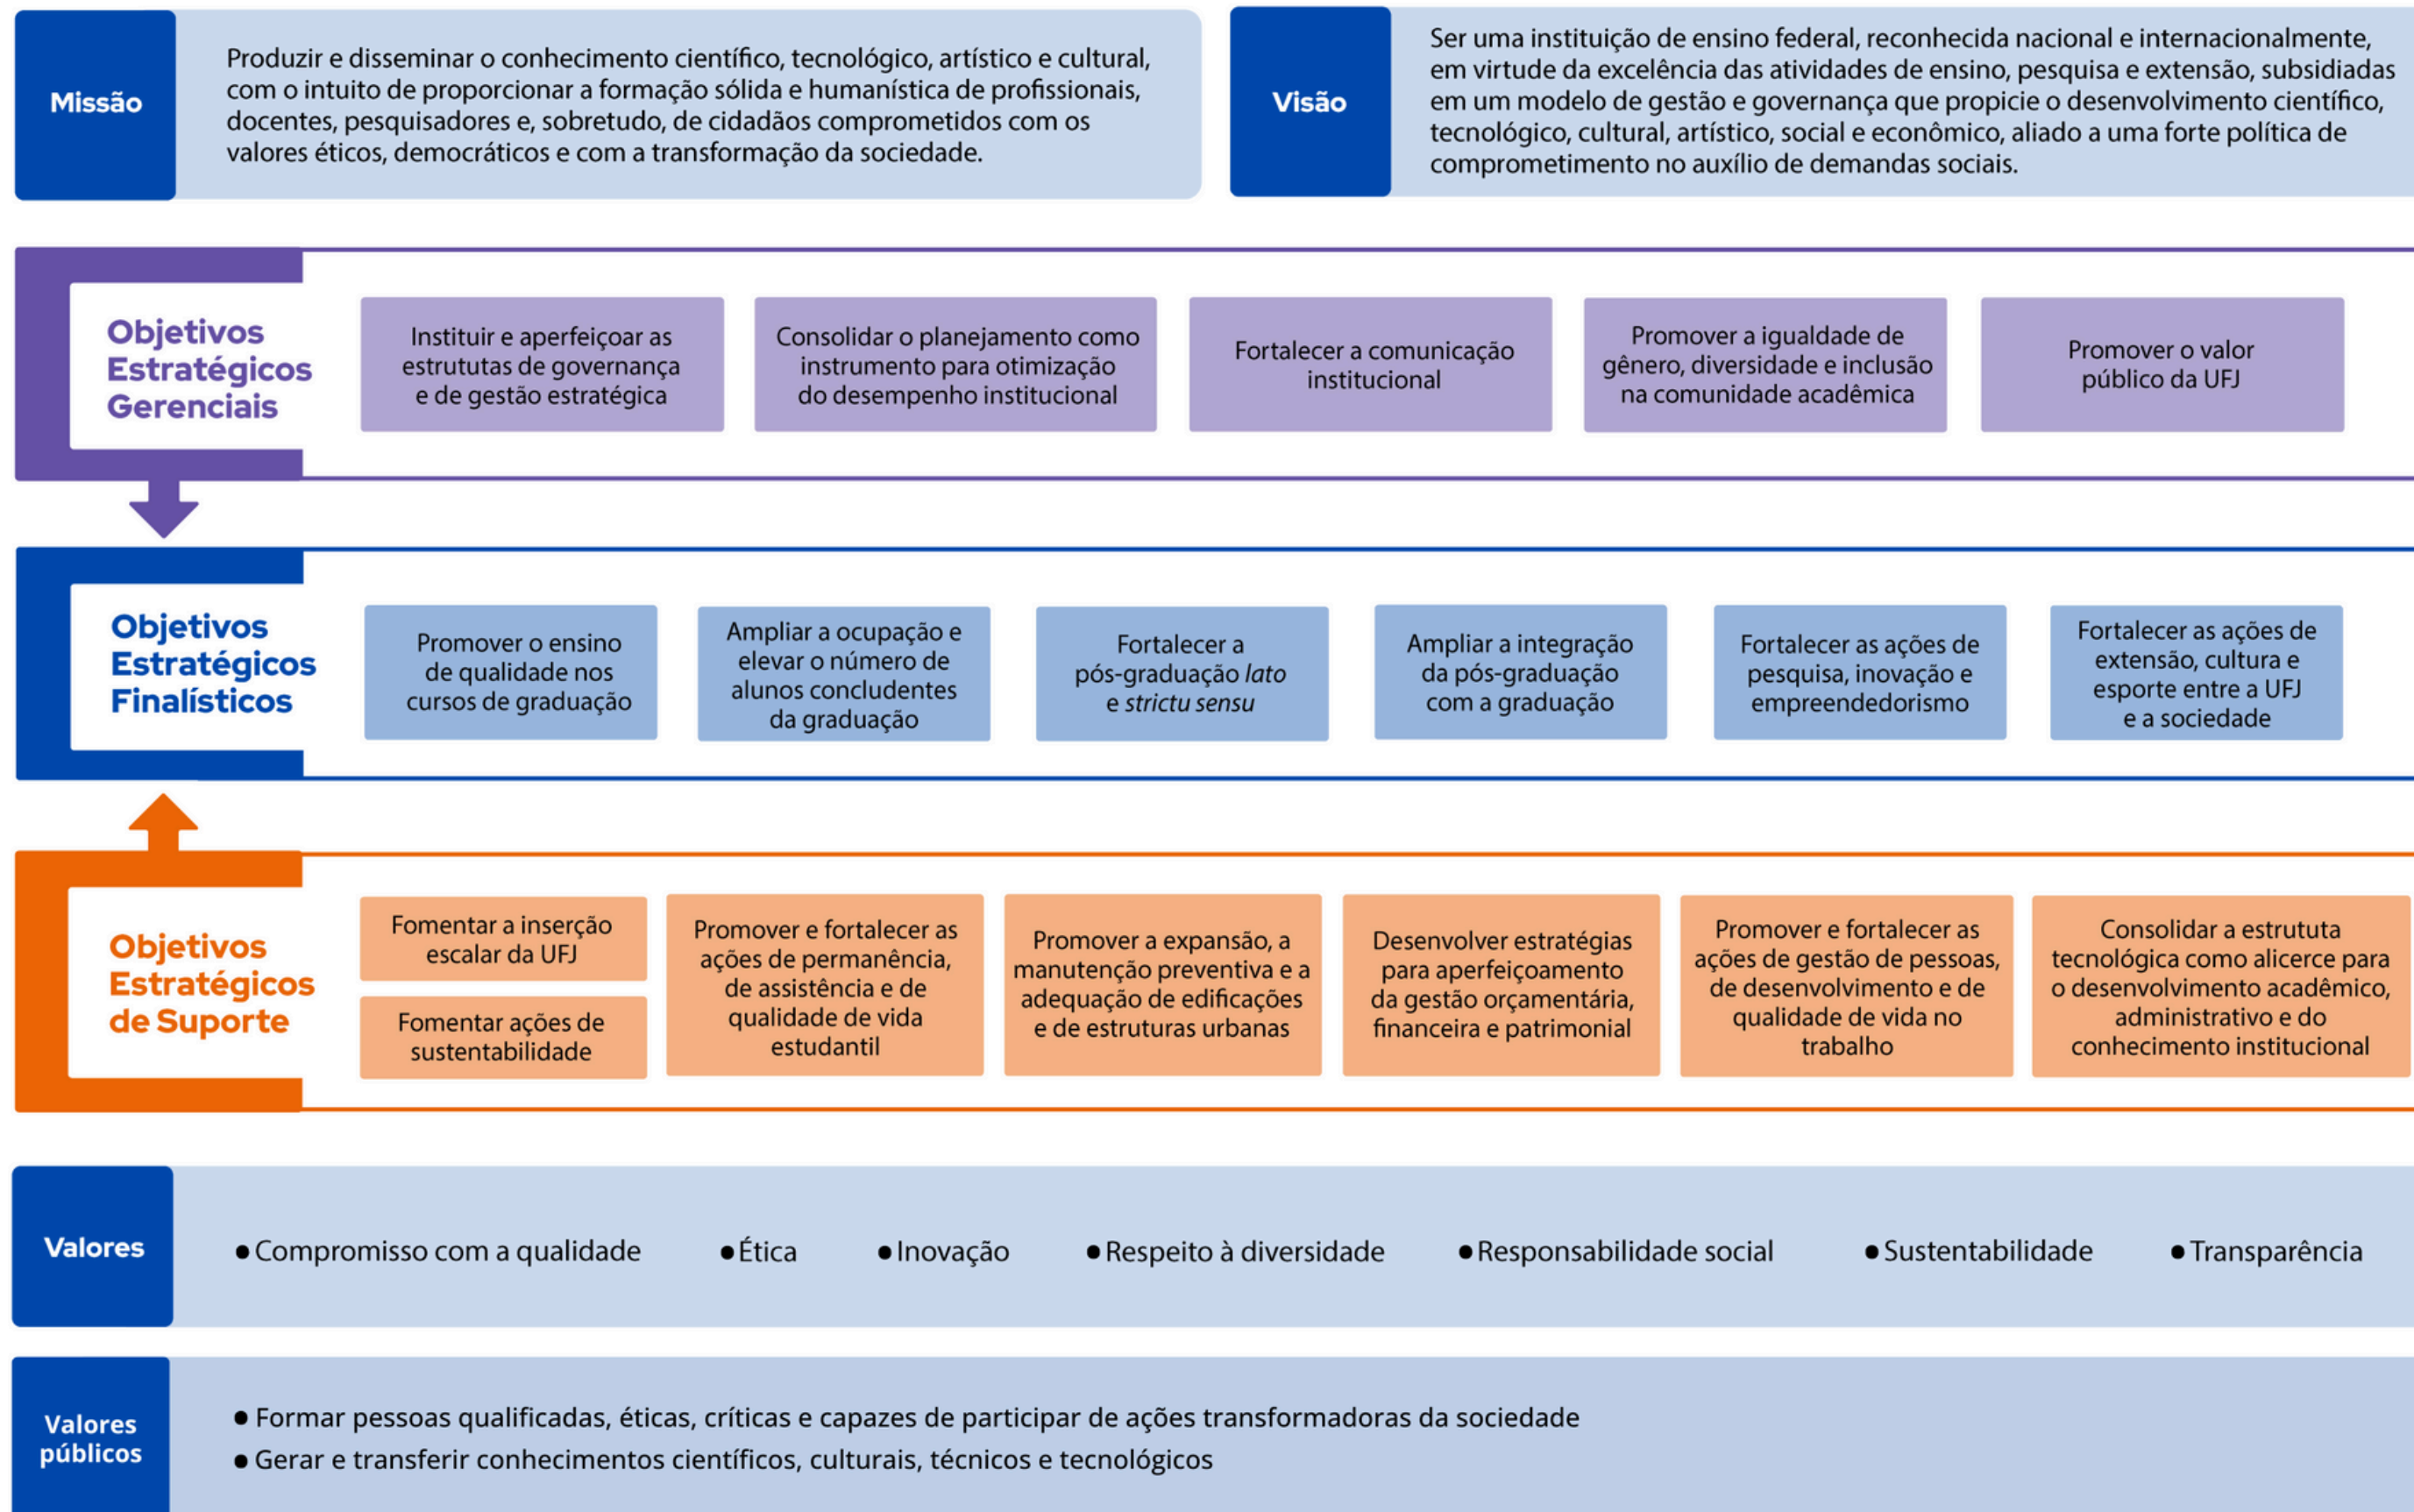 Missão
Produzir e disseminar o conhecimento científico, tecnológico, artístico e cultural,
com o intuito de proporcionar a formação sólida e humanística de profissionais,
docentes, pesquisadores e, sobretudo, de cidadãos comprometidos com os
valores éticos, democráticos e com a transformação da sociedade.
Visão
Ser uma instituição de ensino federal, reconhecida nacional e internacionalmente,
em virtude da excelência das atividades de ensino, pesquisa e extensão, subsidiadas
em um modelo de gestão e governança que propicie o desenvolvimento científico,
tecnológico, cultural, artístico, social e econômico, aliado a uma forte política de
comprometimento no auxílio de demandas sociais.
Objetivos
Estratégicos
Gerenciais
Instituir e aperfeiçoar as
estrututas de governança
e de gestão estratégica
Consolidar o planejamento como
instrumento para otimização
do desempenho institucional
Fortalecer a comunicação
institucional
Promover a igualdade de
gênero, diversidade e inclusão
na comunidade acadêmica
Promover o valor
público da UFJ
Objetivos
Estratégicos
Finalísticos
Promover o ensino
de qualidade nos
cursos de graduação
Ampliar a ocupação e
elevar o número de
alunos concludentes
da graduação
Fortalecer a
pós-graduação lato
e strictu sensu
Ampliar a integração
da pós-graduação
com a graduação
Fortalecer as ações de
pesquisa, inovação e
empreendedorismo
Fortalecer as ações de
extensão, cultura e
esporte entre a UFJ
e a sociedade
Objetivos
Estratégicos
de Suporte
Fomentar a inserção
escalar da UFJ
Fomentar ações de
sustentabilidade
Promover e fortalecer as
ações de permanência,
de assistência e de
qualidade de vida
estudantil
Promover a expansão, a
manutenção preventiva e a
adequação de edificações
e de estruturas urbanas
Desenvolver estratégias
para aperfeiçoamento
da gestão orçamentária,
financeira e patrimonial
Promover e fortalecer as
ações de gestão de pessoas,
de desenvolvimento e de
qualidade de vida no
trabalho
Consolidar a estrututa
tecnológica como alicerce para
o desenvolvimento acadêmico,
administrativo e do
conhecimento institucional
Valores
● Compromisso com a qualidade ● Ética ● Inovação ● Respeito à diversidade ● Responsabilidade social ● Sustentabilidade ● Transparência
Valores
públicos
● Formar pessoas qualificadas, éticas, críticas e capazes de participar de ações transformadoras da sociedade
● Gerar e transferir conhecimentos científicos, culturais, técnicos e tecnológicos